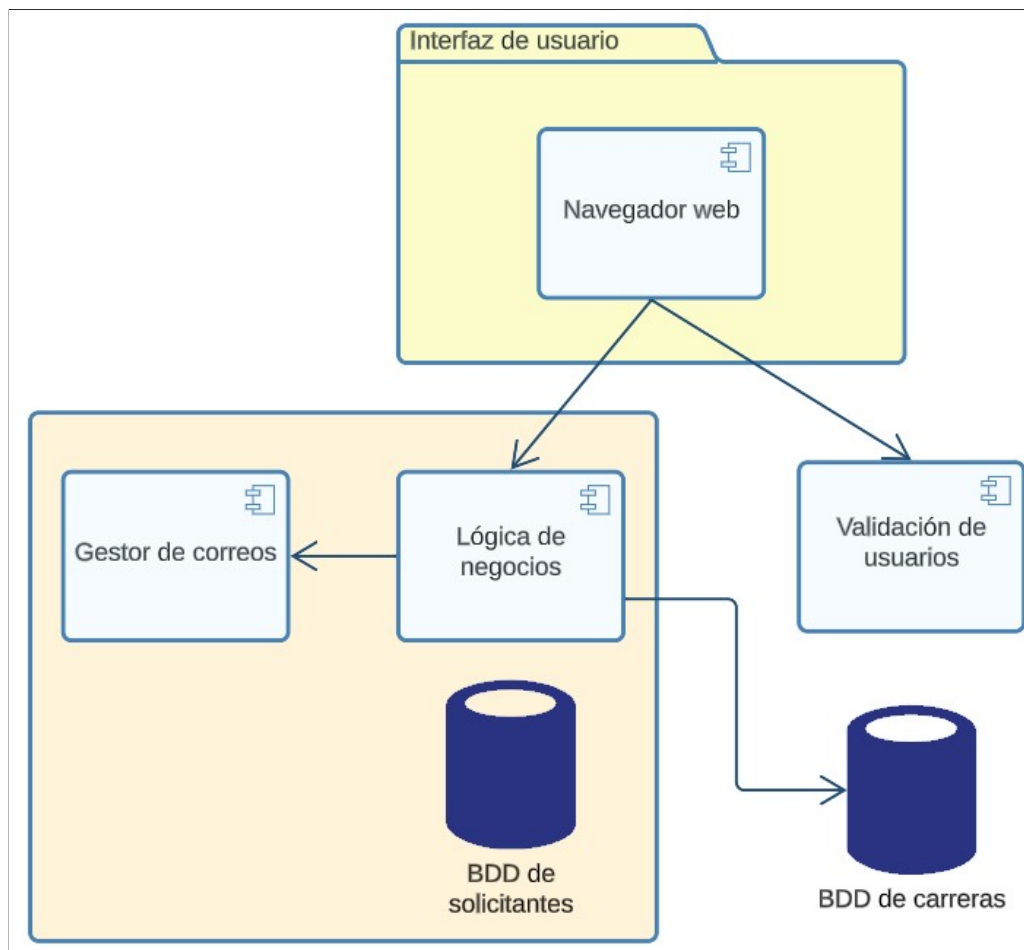 Interfaz de usuario
Navegador web
Gestor de correos
Lógica de
negocios
Validación de
usuarios
BDD de
solicitantes
BDD de carreras